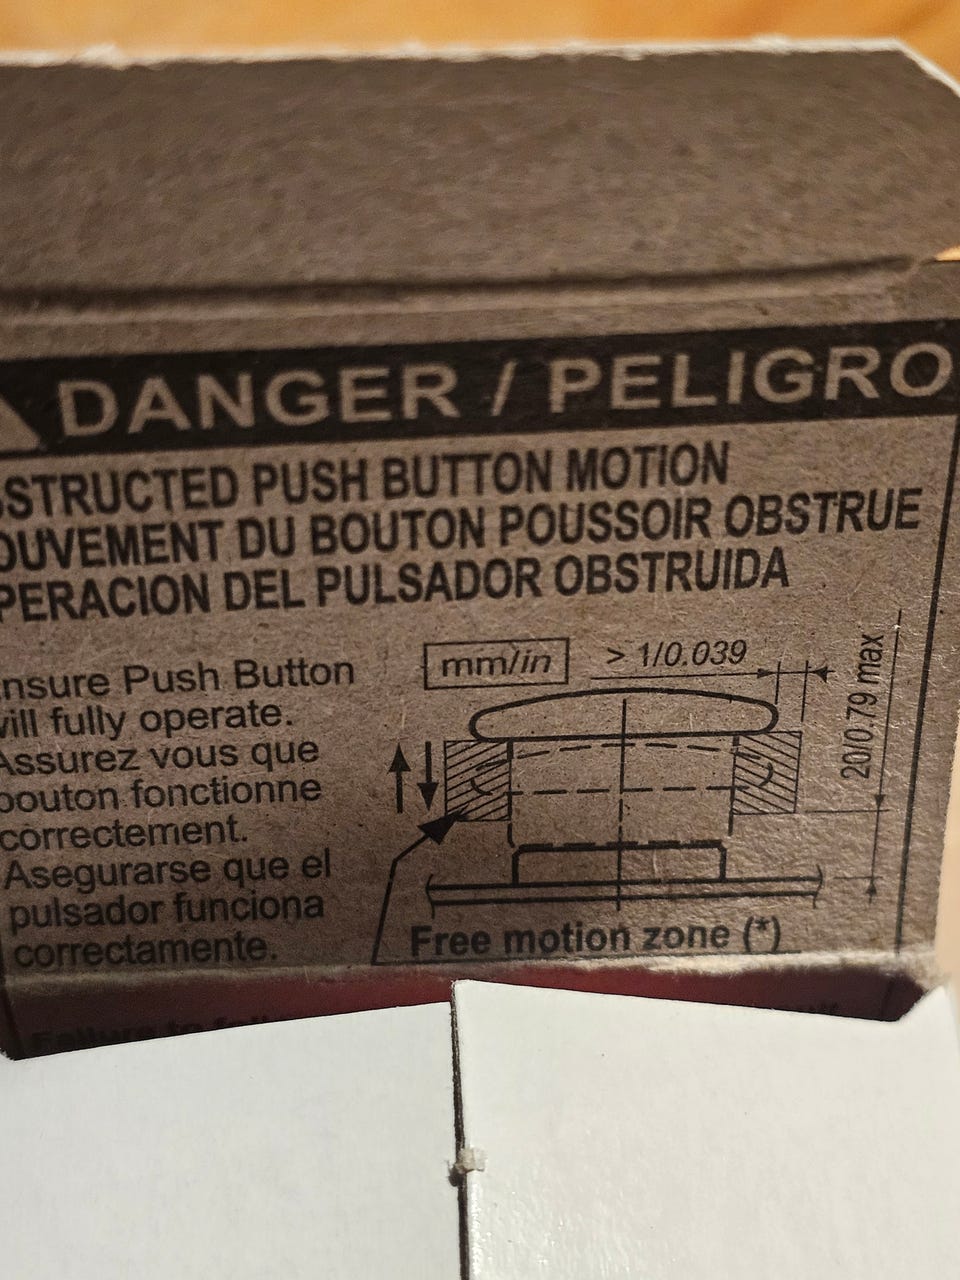 DANGER / PELIGRO
STRUCTED PUSH BUTTON MOTION
OUVEMENT DU BOUTON POUSSOIR OBSTRUE
PERACION DEL PULSADOR OBSTRUIDA
nsure Push Button
will fully operate.
Assurez vous que
bouton fonctionne
correctement.
Asegurarse que el
pulsador funciona
correctamente.
mm/in
> 1/0.039
20/0.79 max
Free motion zone (*)
Failure to